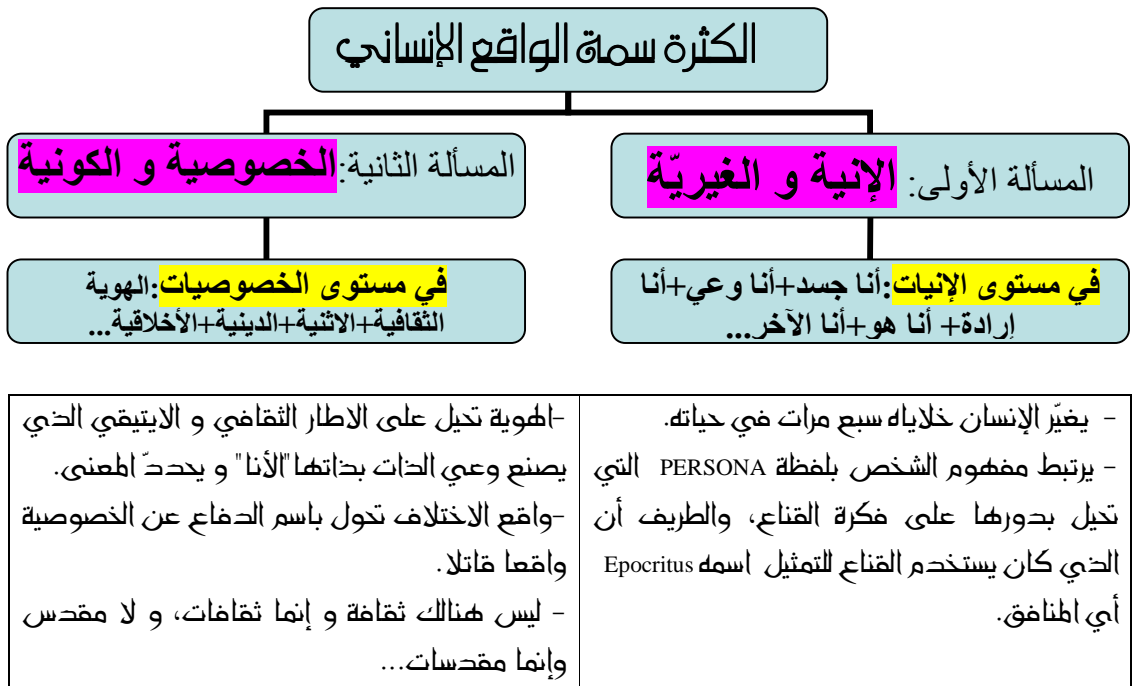 الكثرة سمة الواقع الإنساني
المسألة الأولى: الإنية و الغيريّة
المسألة الثانية:الخصوصية و الكونية
في مستوى الإنيات:أنا جسد+أنا وعي+أنا
إرادة+ أنا هو+أنا الآخر...
في مستوى الخصوصيات:الهوية
الثقافية+الاثنية+الدينية+الأخلاقية...
- يغيّر الإنسان خلاياه سبع مرات في حياته.
- يرتبط مفهوم الشخص بلفظة PERSONA التي
تحيل بدورها على فكرة القناع، والطريف أن
الذي كان يستخدم القناع للتمثيل اسمه Epocritus
أي المنافق.
-الهوية تحيل على الاطار الثقافي و الايتيقي الذي
يصنع وعي الذات بذاتها"الأنا" و يحددّ المعنى.
-واقع الاختلاف تحول باسم الدفاع عن الخصوصية
واقعا قاتلا.
- ليس هنالك ثقافة و إنما ثقافات، و لا مقدس
وإنما مقدسات...